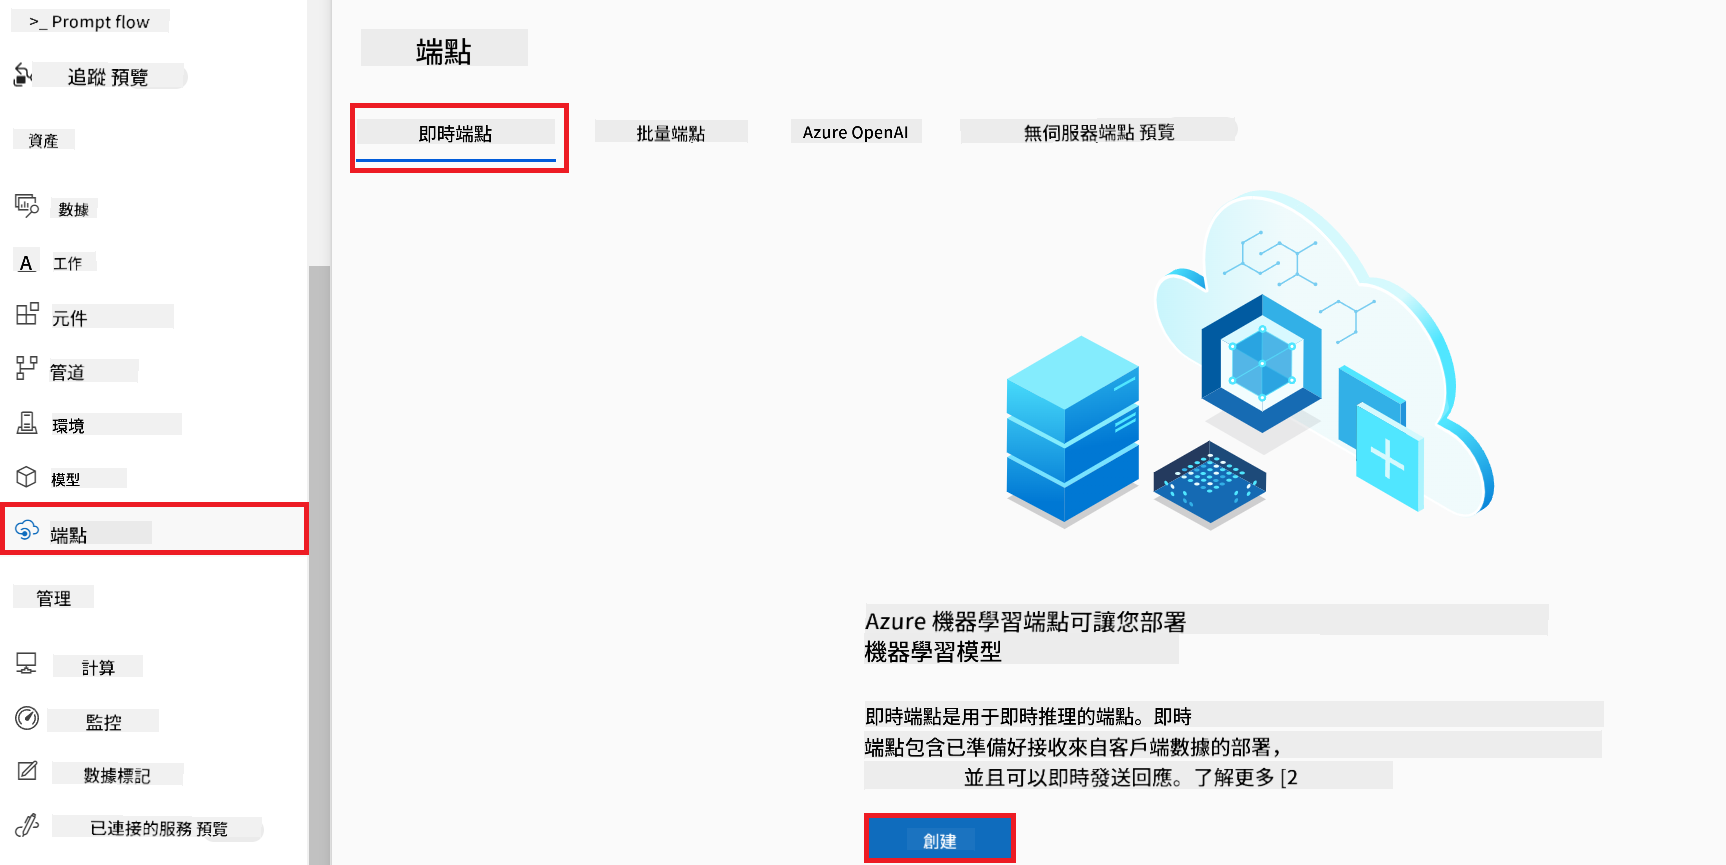 >_ Prompt flow
追蹤 預覽
資產
數據
工作
元件
管道
環境
模型
端點
管理
計算
監控
數據標記
已連接的服務 預覽
端點
即時端點
批量端點
Azure OpenAI
無伺服器端點 預覽
Azure 機器學習端點可讓您部署
機器學習模型
即時端點是用于即時推理的端點。即時
端點包含已準備好接收來自客戶端數據的部署，
並且可以即時發送回應。了解更多 [2
創建